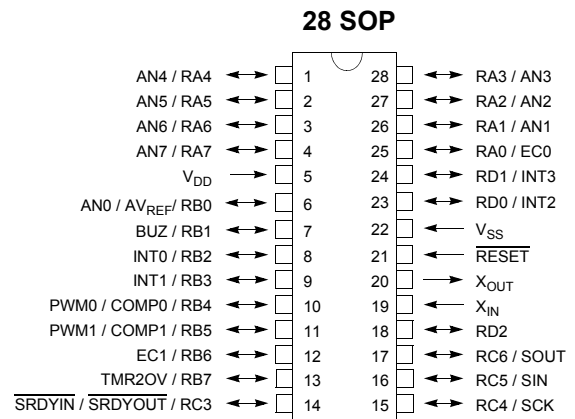 28 SOP
AN4 / RA4 1 28 RA3 / AN3
AN5 / RA5 2 27 RA2 / AN2
AN6 / RA6 3 26 RA1 / AN1
AN7 / RA7 4 25 RA0 / EC0
VDD 5 24 RD1 / INT3
AN0 / AVREF/ RB0 6 23 RD0 / INT2
BUZ / RB1 7 22 VSS
INT0 / RB2 8 21 RESET
INT1 / RB3 9 20 XOUT
PWM0 / COMP0 / RB4 10 19 XIN
PWM1 / COMP1 / RB5 11 18 RD2
EC1 / RB6 12 17 RC6 / SOUT
TMR2OV / RB7 13 16 RC5 / SIN
SRDYIN / SRDYOUT / RC3 14 15 RC4 / SCK